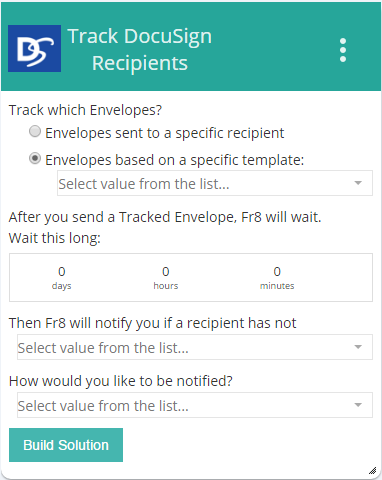 DS
Track DocuSign
Recipients
Track which Envelopes?
Envelopes sent to a specific recipient
Envelopes based on a specific template:
Select value from the list...
After you send a Tracked Envelope, Fr8 will wait.
Wait this long:
0 0 0
days hours minutes
Then Fr8 will notify you if a recipient has not
Select value from the list...
How would you like to be notified?
Select value from the list...
Build Solution